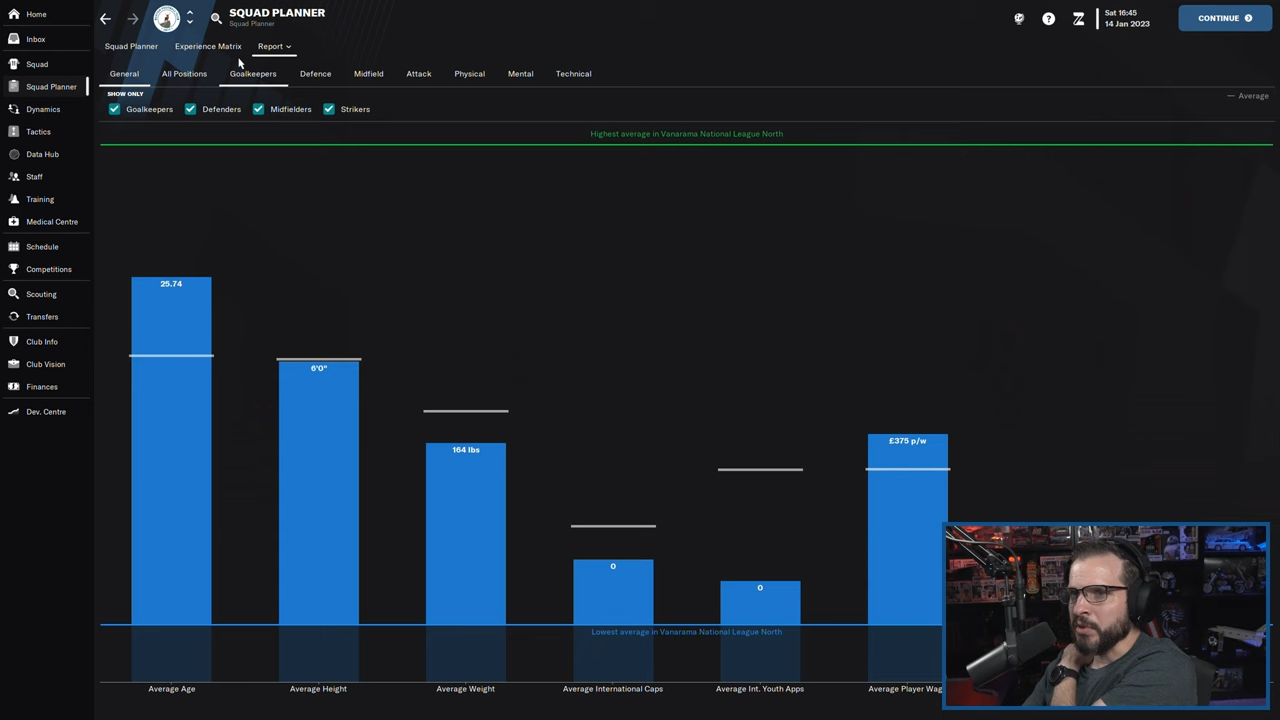 Home
Inbox
Squad
Squad Planner
Dynamics
Tactics
Data Hub
Staff
Training
Medical Centre
Schedule
Competitions
Scouting
Transfers
Club Info
Club Vision
Finances
Dev. Centre
SQUAD PLANNER
Squad Planner
Sat 16:45
14 Jan 2023
CONTINUE
Squad Planner Experience Matrix Report
General All Positions Goalkeepers Defence Midfield Attack Physical Mental Technical
SHOW ONLY
Goalkeepers Defenders Midfielders Strikers
Average
Highest average in Vanarama National League North
25.74
6'0"
164 lbs
0
0
£375 p/w
Lowest average in Vanarama National League North
Average Age Average Height Average Weight Average International Caps Average Int. Youth Apps Average Player Wag